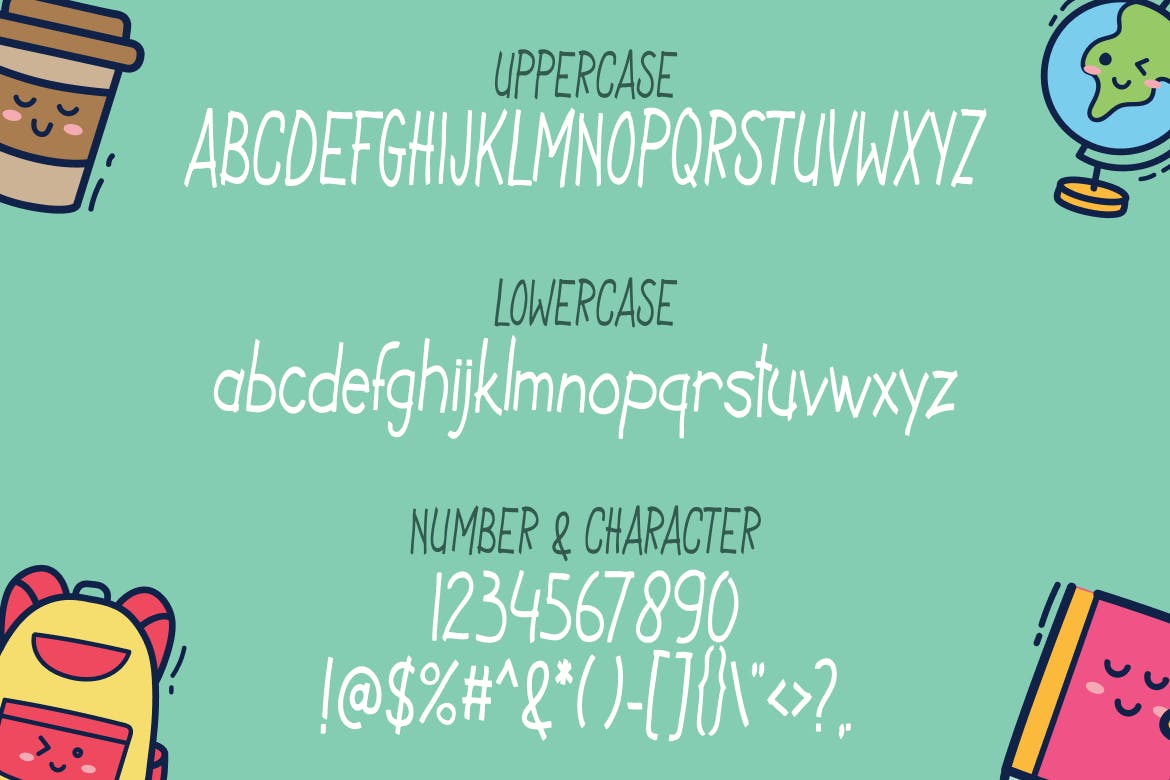 UPPERCASE
ABCDEFGHIJKLMNOPQRSTUVWXYZ
LOWERCASE
abcdefghijklmnopqrstuvwxyz
NUMBER & CHARACTER
1234567890
!@$%#^&*()-[]{}\"<>?,.